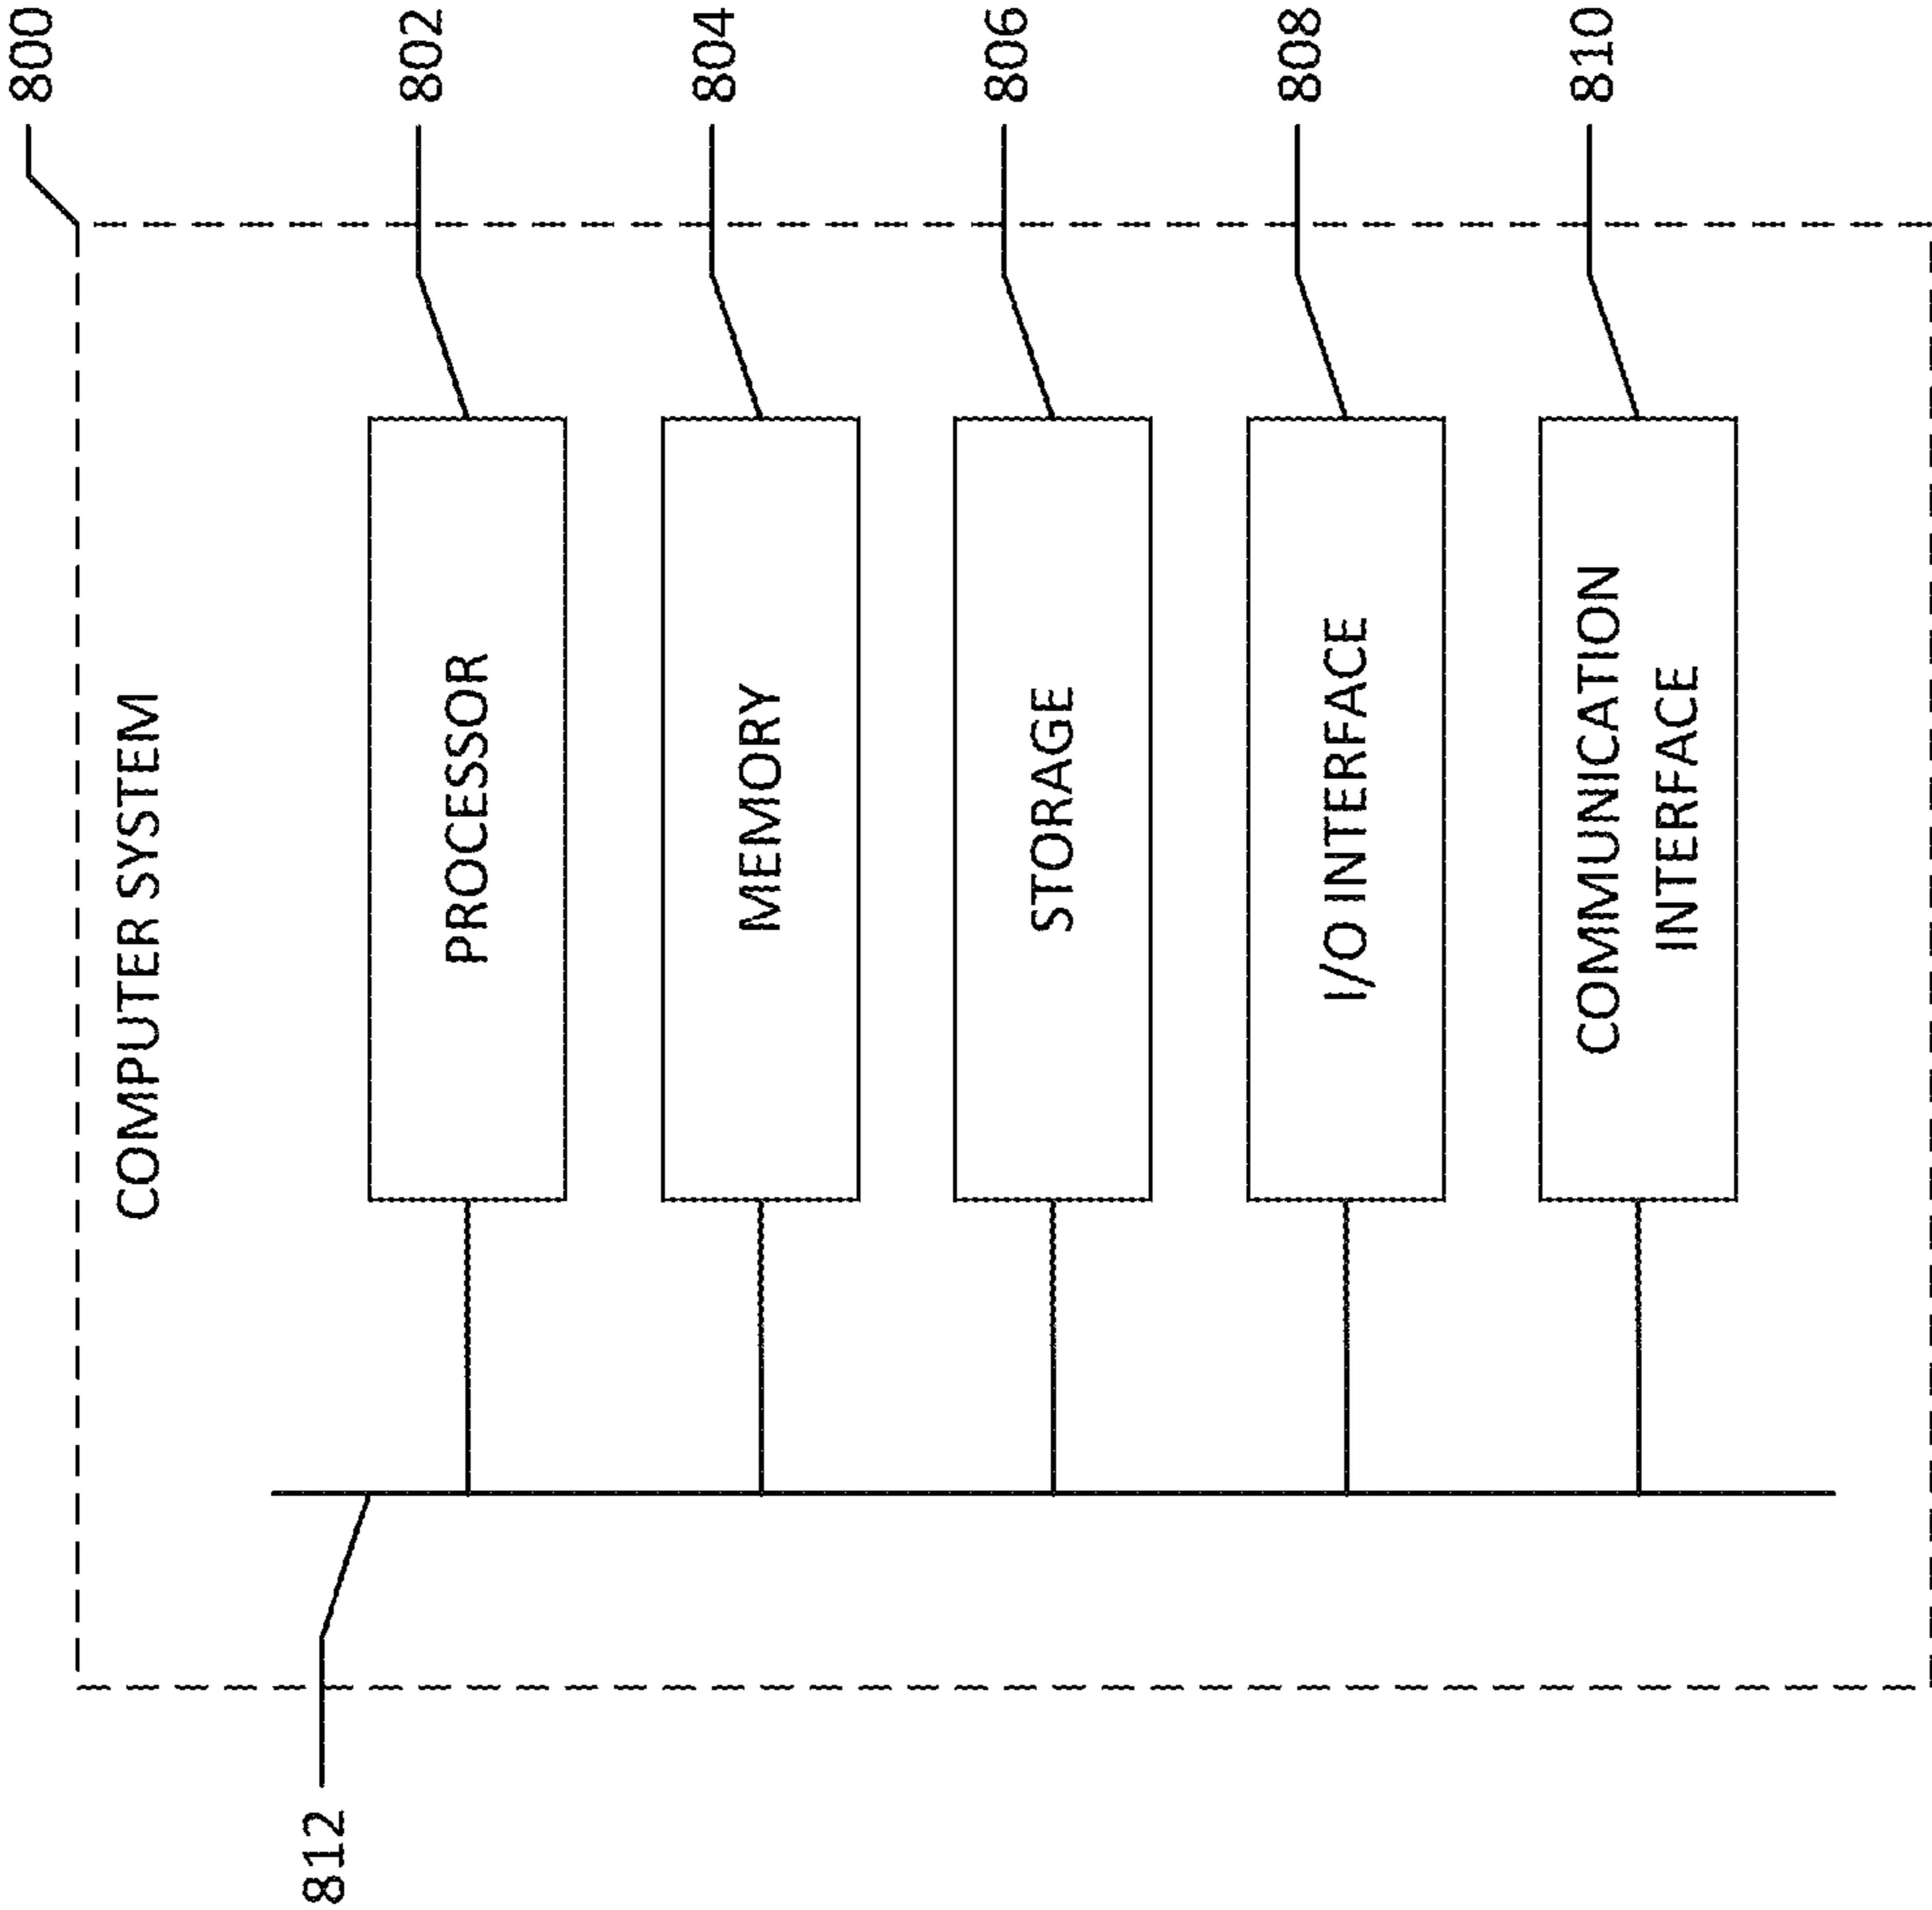 800
COMPUTER SYSTEM
PROCESSOR
802
MEMORY
804
STORAGE
806
I/O INTERFACE
808
COMMUNICATION
INTERFACE
810
812